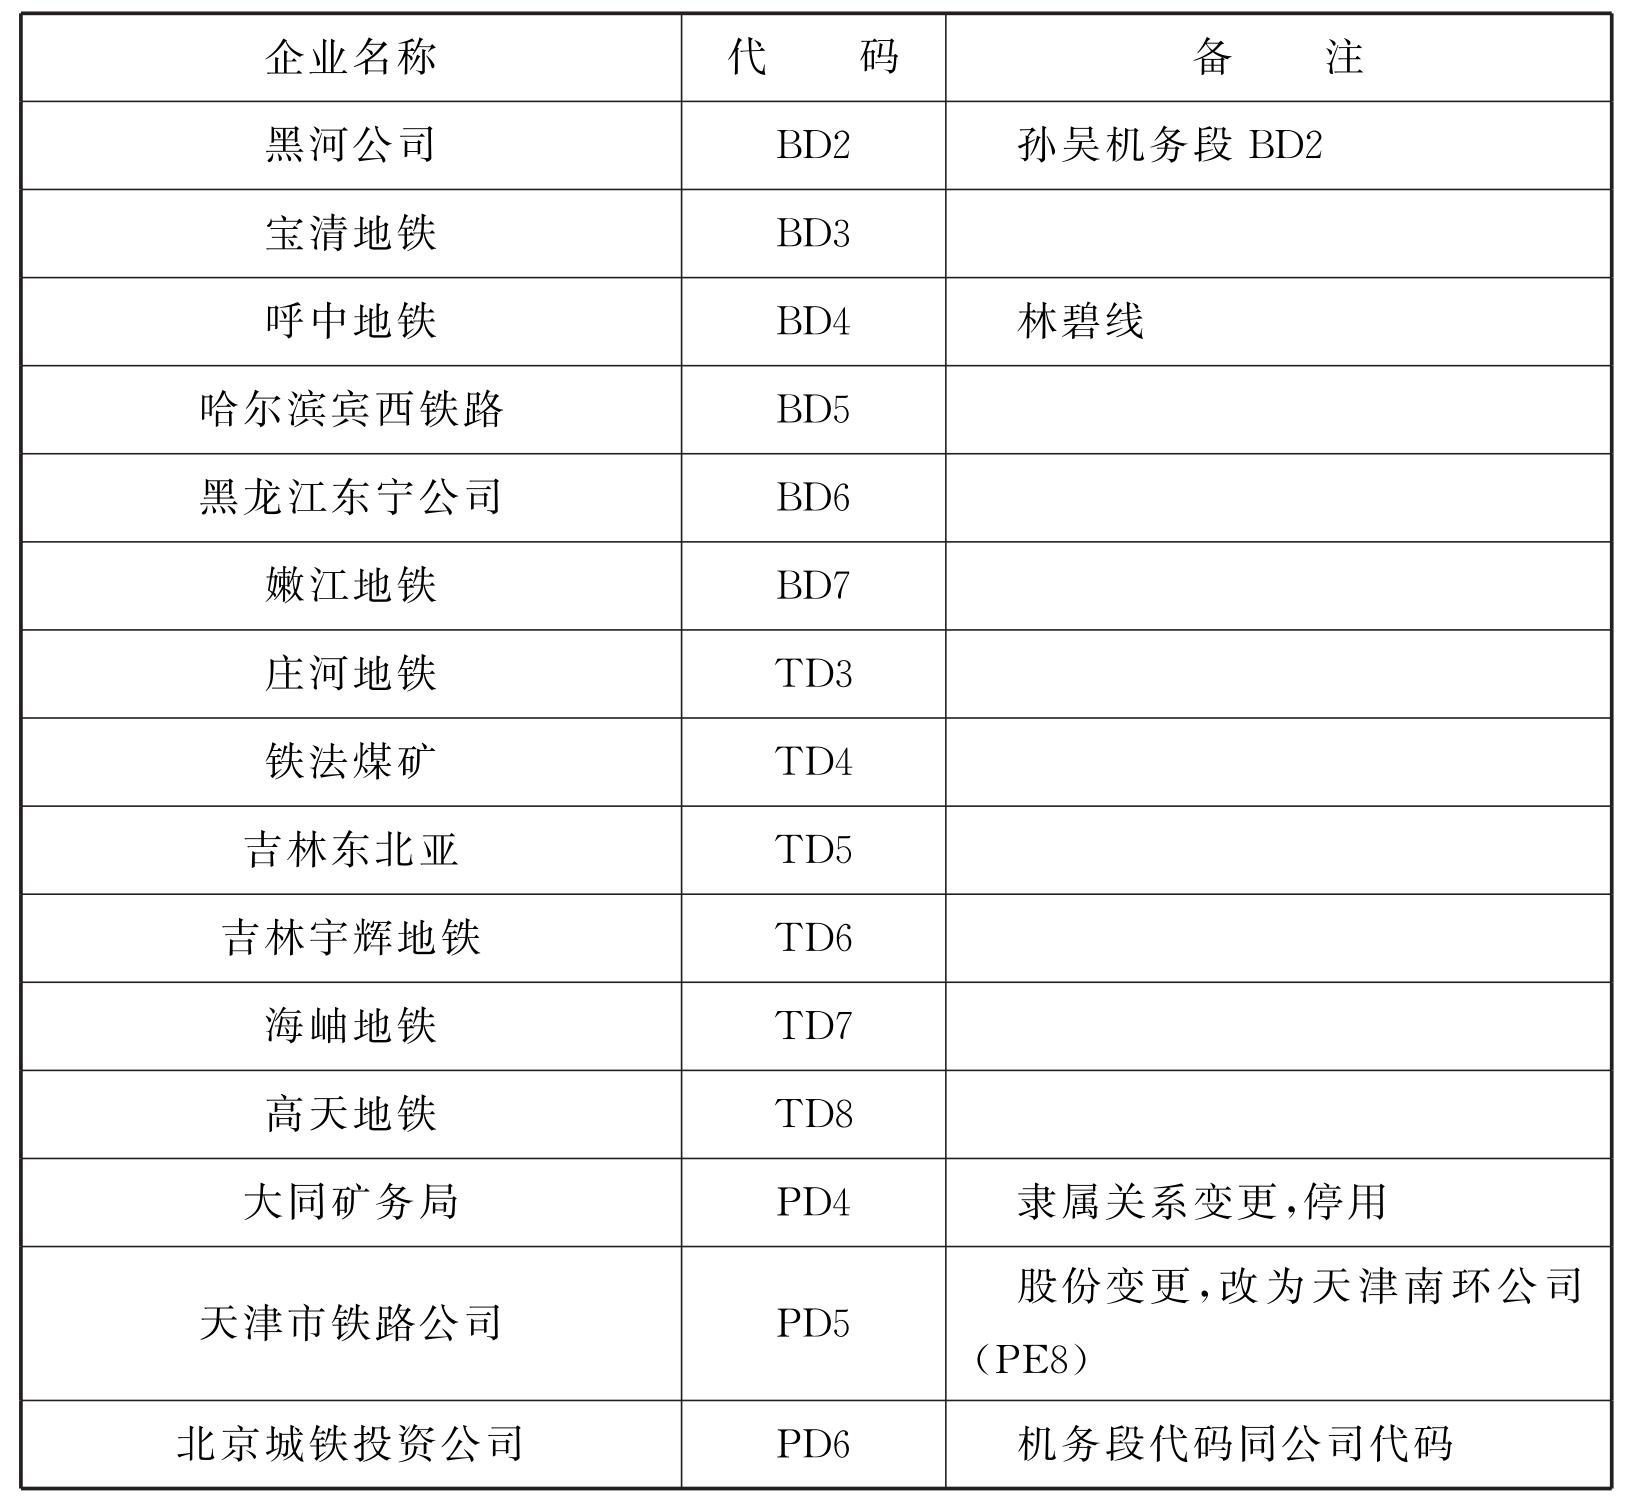 企业名称 代 码 备 注
黑河公司 BD2 孙吴机务段 BD2
宝清地铁 BD3
呼中地铁 BD4 林碧线
哈尔滨宾西铁路 BD5
黑龙江东宁公司 BD6
嫩江地铁 BD7
庄河地铁 TD3
铁法煤矿 TD4
吉林东北亚 TD5
吉林宇辉地铁 TD6
海岫地铁 TD7
高天地铁 TD8
大同矿务局 PD4 隶属关系变更,停用
天津市铁路公司 PD5 股份变更,改为天津南环公司
(PE8)
北京城铁投资公司 PD6 机务段代码同公司代码